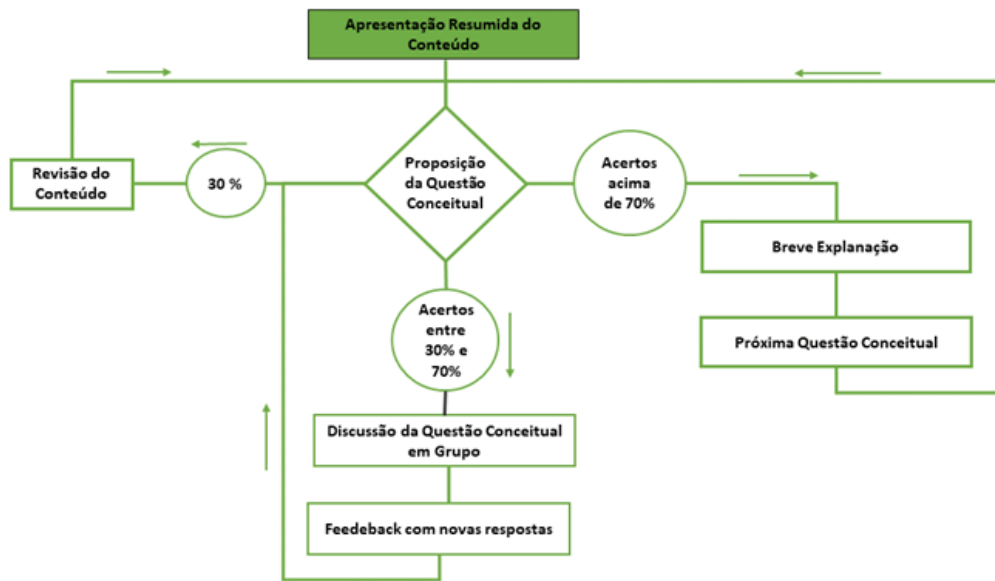 Apresentação Resumida do
Conteúdo
Revisão do
Conteúdo
30 %
Proposição
da Questão
Conceitual
Acertos
acima
de 70%
Breve Explanação
Acertos
entre
30% e
70%
Próxima Questão Conceitual
Discussão da Questão Conceitual
em Grupo
Feedeback com novas respostas